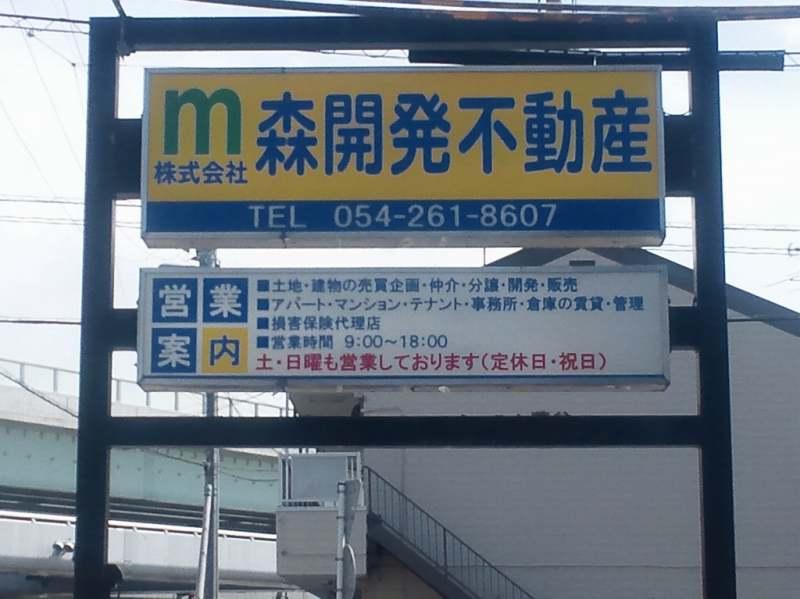 m
株式会社 森開発不動産
TEL 054-261-8607
営業案内
■土地・建物の売買企画・仲介・分譲・開発・販売
■アパート・マンション・テナント・事務所・倉庫の賃貸・管理
■損害保険代理店
■営業時間 9:00～18:00
土・日曜も営業しております(定休日・祝日)